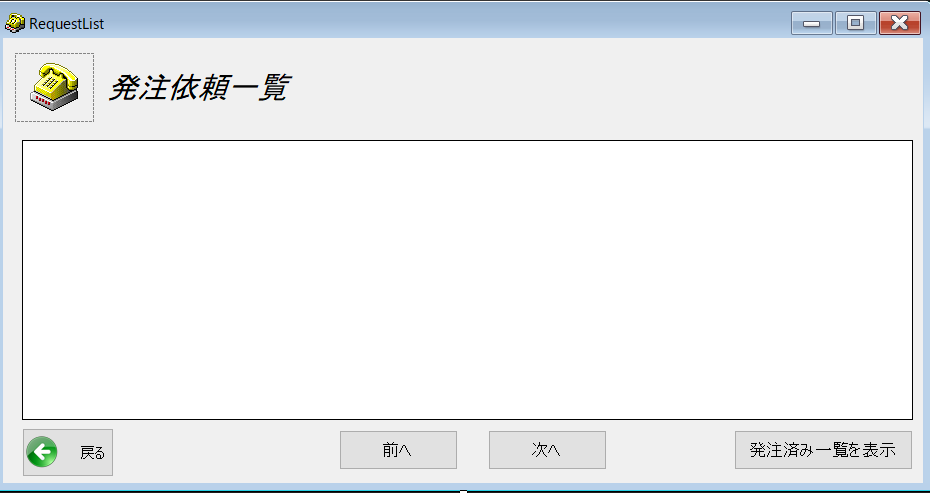 RequestList
発注依頼一覧
戻る
前へ
次へ
発注済み一覧を表示